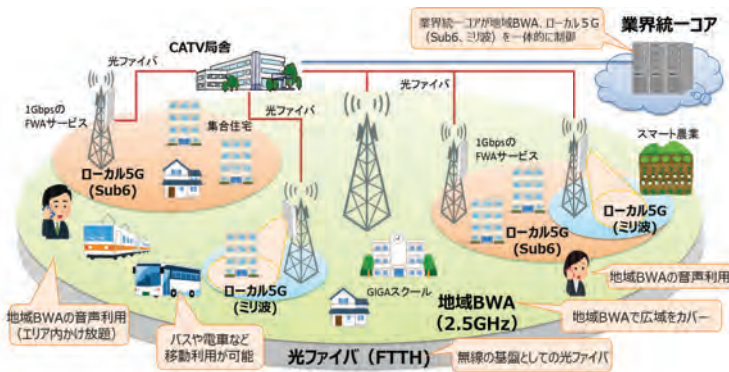 業界統一コアが地域BWA、ローカル5G
(Sub6、ミリ波)を一体的に制御
業界統一コア
CATV局舎
光ファイバ
光ファイバ
光ファイバ
1Gbpsの
FWAサービス
集合住宅
1Gbpsの
FWAサービス
スマート農業
ローカル5G
(Sub6)
ローカル5G
(ミリ波)
ローカル5G
(Sub6)
ローカル5G
(ミリ波)
GIGAスクール
地域BWAの音声利用
地域BWA
(2.5GHz)
地域BWAの音声利用
(エリア内かけ放題)
バスや電車など
移動利用が可能
地域BWAで広域をカバー
光ファイバ(FTTH)
無線の基盤としての光ファイバ